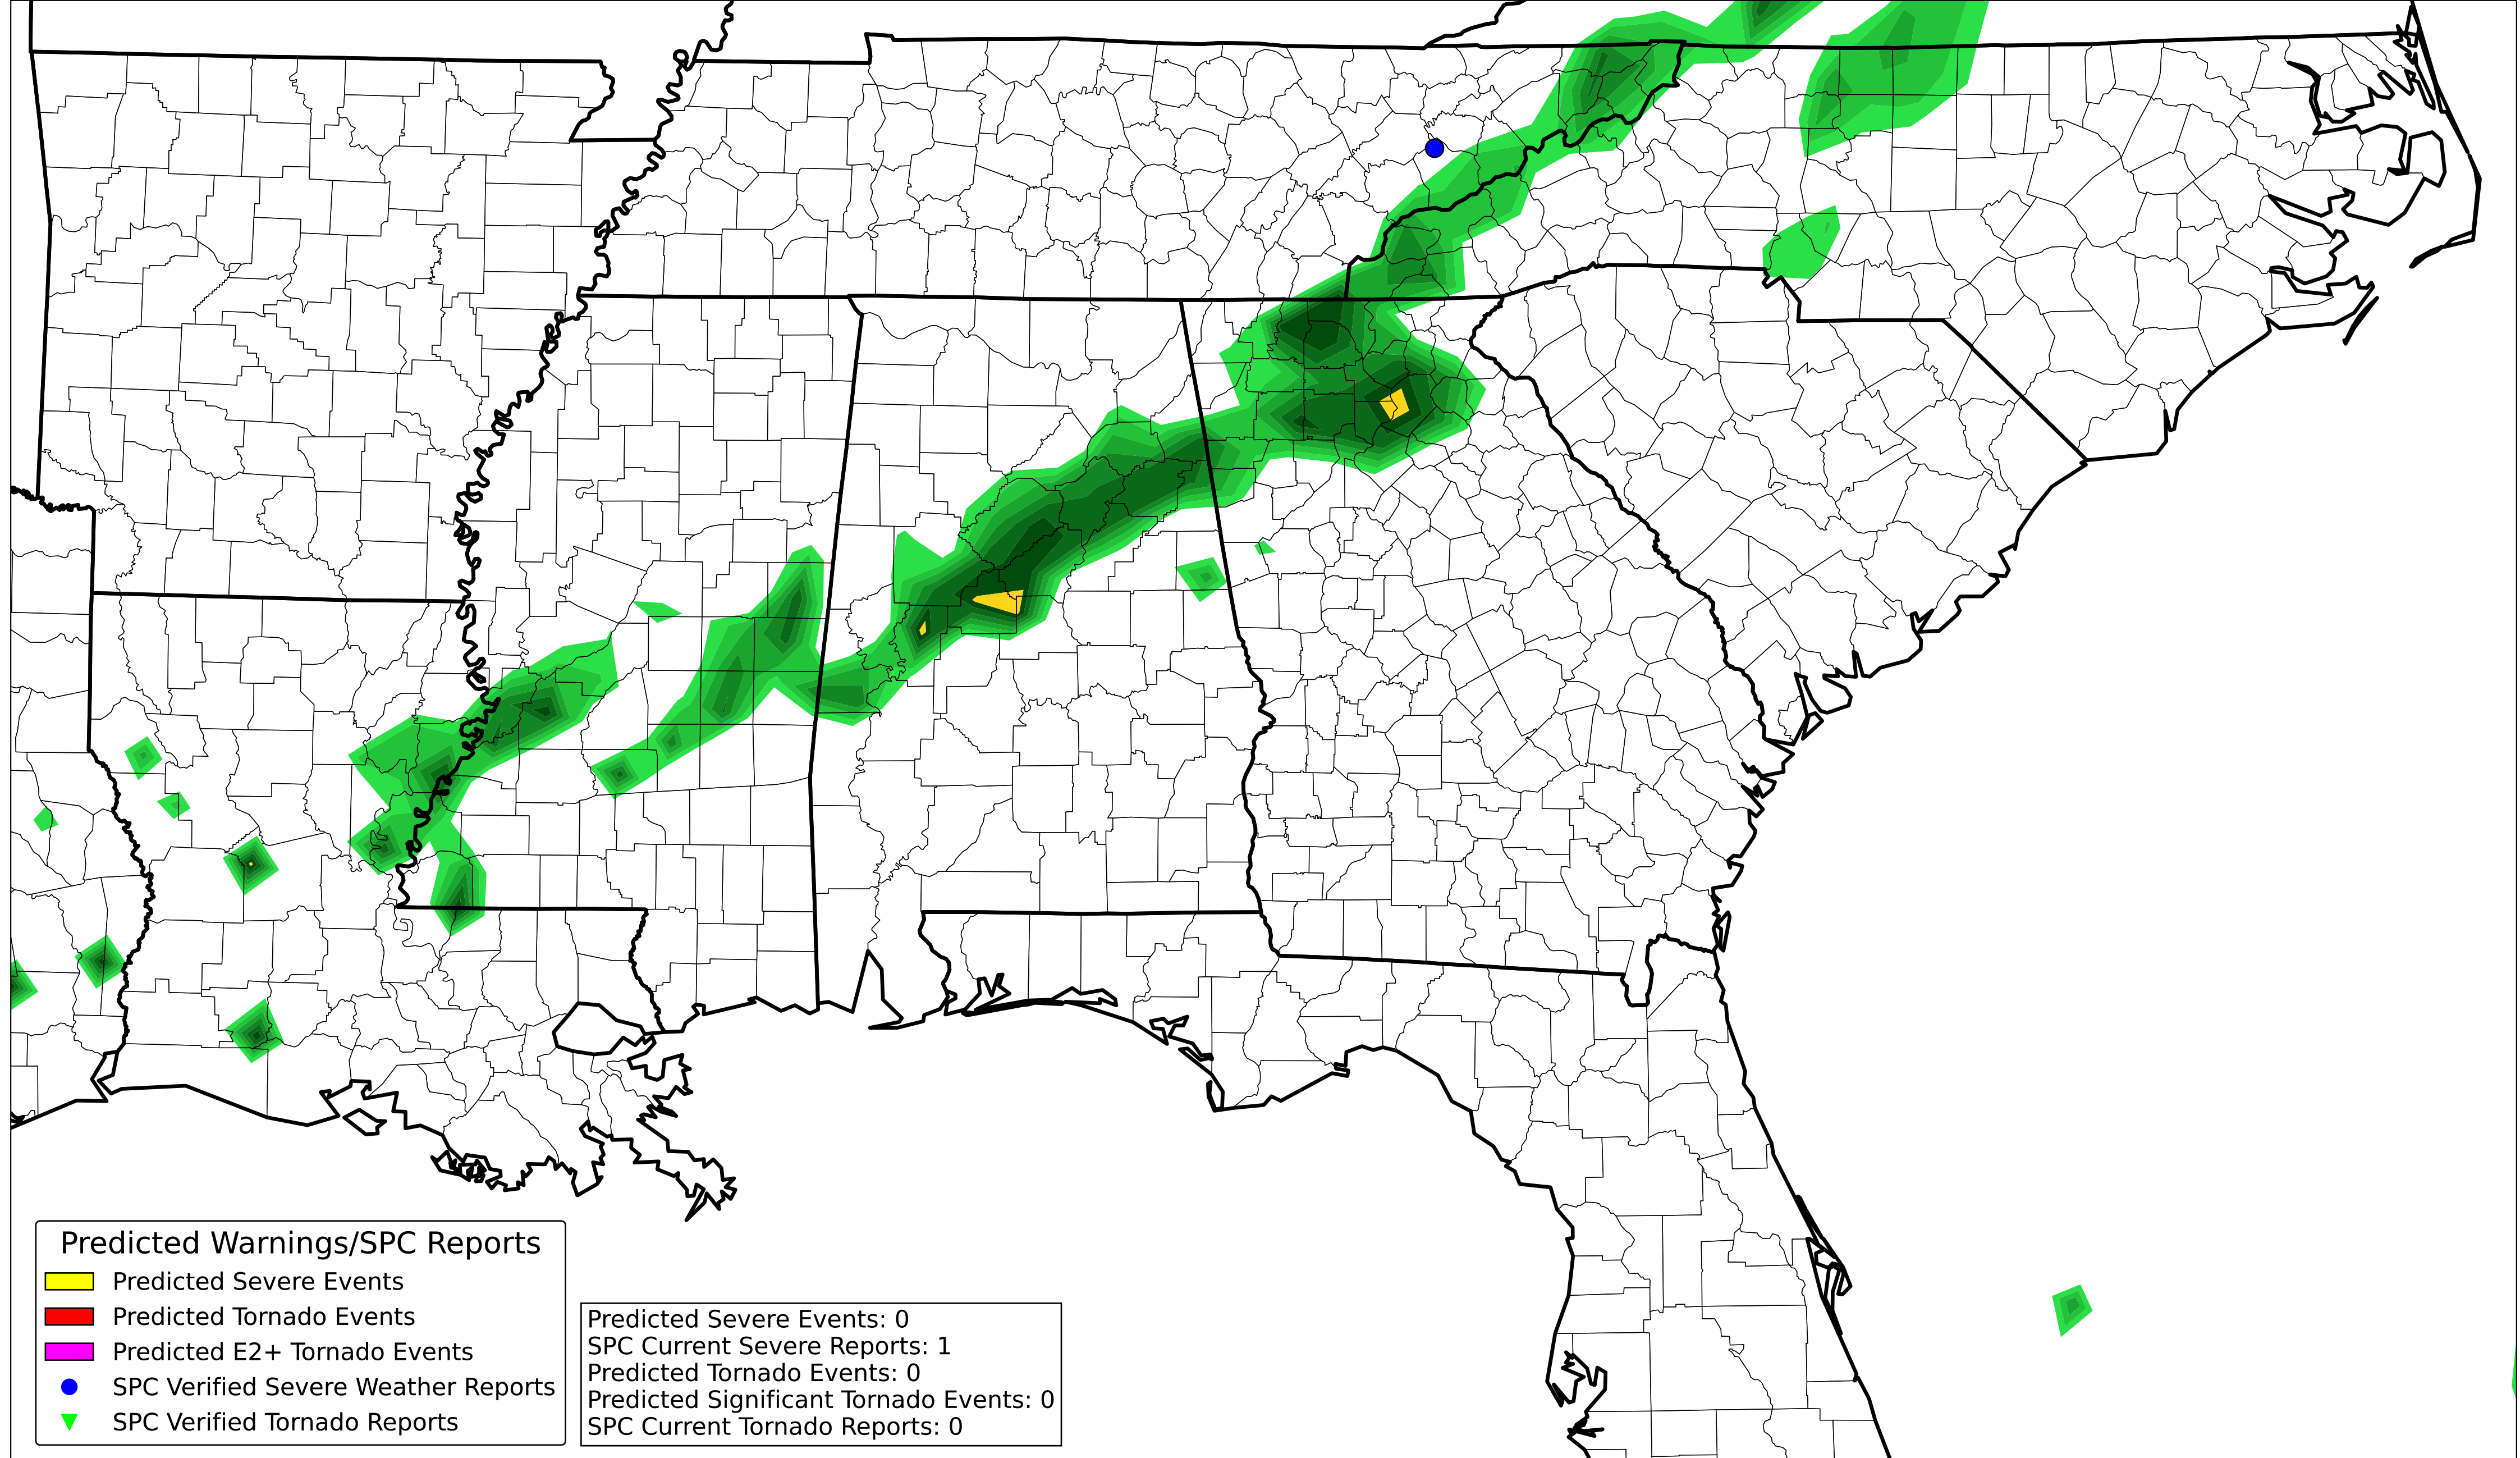 Predicted Warnings/SPC Reports
Predicted Severe Events
Predicted Tornado Events
Predicted E2+ Tornado Events
SPC Verified Severe Weather Reports
SPC Verified Tornado Reports
Predicted Severe Events: 0
SPC Current Severe Reports: 1
Predicted Tornado Events: 0
Predicted Significant Tornado Events: 0
SPC Current Tornado Reports: 0